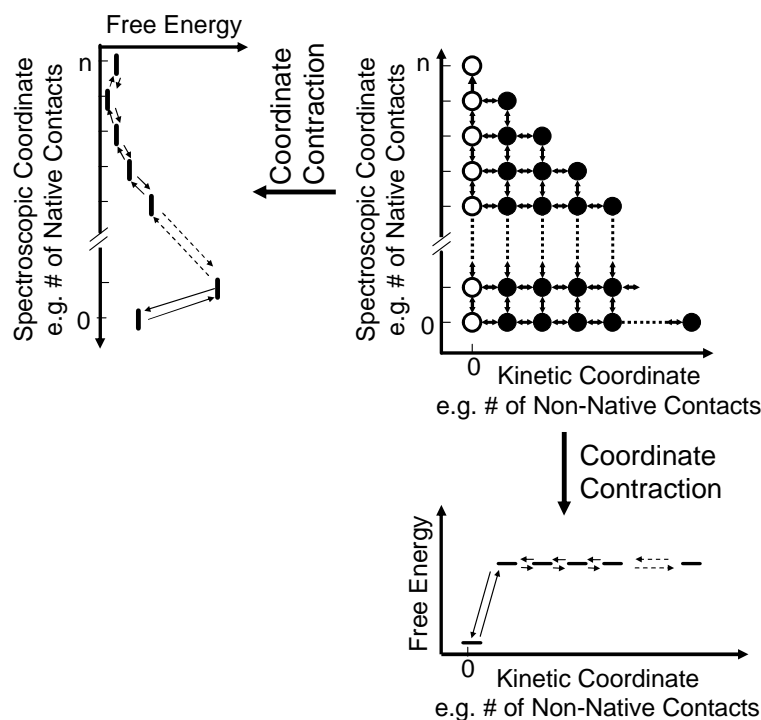 Free Energy
n
Spectroscopic Coordinate
e.g. # of Native Contacts
0
Coordinate
Contraction
n
Spectroscopic Coordinate
e.g. # of Native Contacts
0
0
Kinetic Coordinate
e.g. # of Non-Native Contacts
Coordinate
Contraction
Free Energy
0
Kinetic Coordinate
e.g. # of Non-Native Contacts